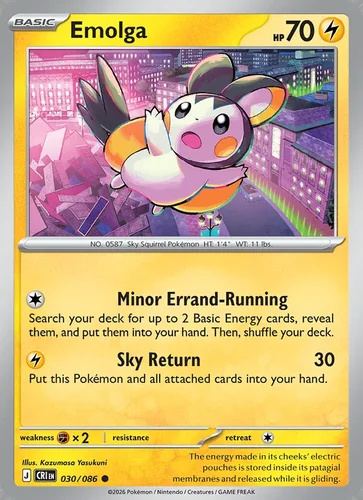 BASIC Emolga HP 70
NO. 0587 Sky Squirrel Pokémon HT: 1'4" WT: 11 lbs.
Minor Errand-Running
Search your deck for up to 2 Basic Energy cards, reveal
them, and put them into your hand. Then, shuffle your deck.
Sky Return 30
Put this Pokémon and all attached cards into your hand.
weakness ×2 resistance retreat
Illus. Kazumasa Yasukuni
J CRI EN 030/086
The energy made in its cheeks' electric
pouches is stored inside its patagial
membranes and released while it is gliding.
©2026 Pokémon / Nintendo / Creatures / GAME FREAK